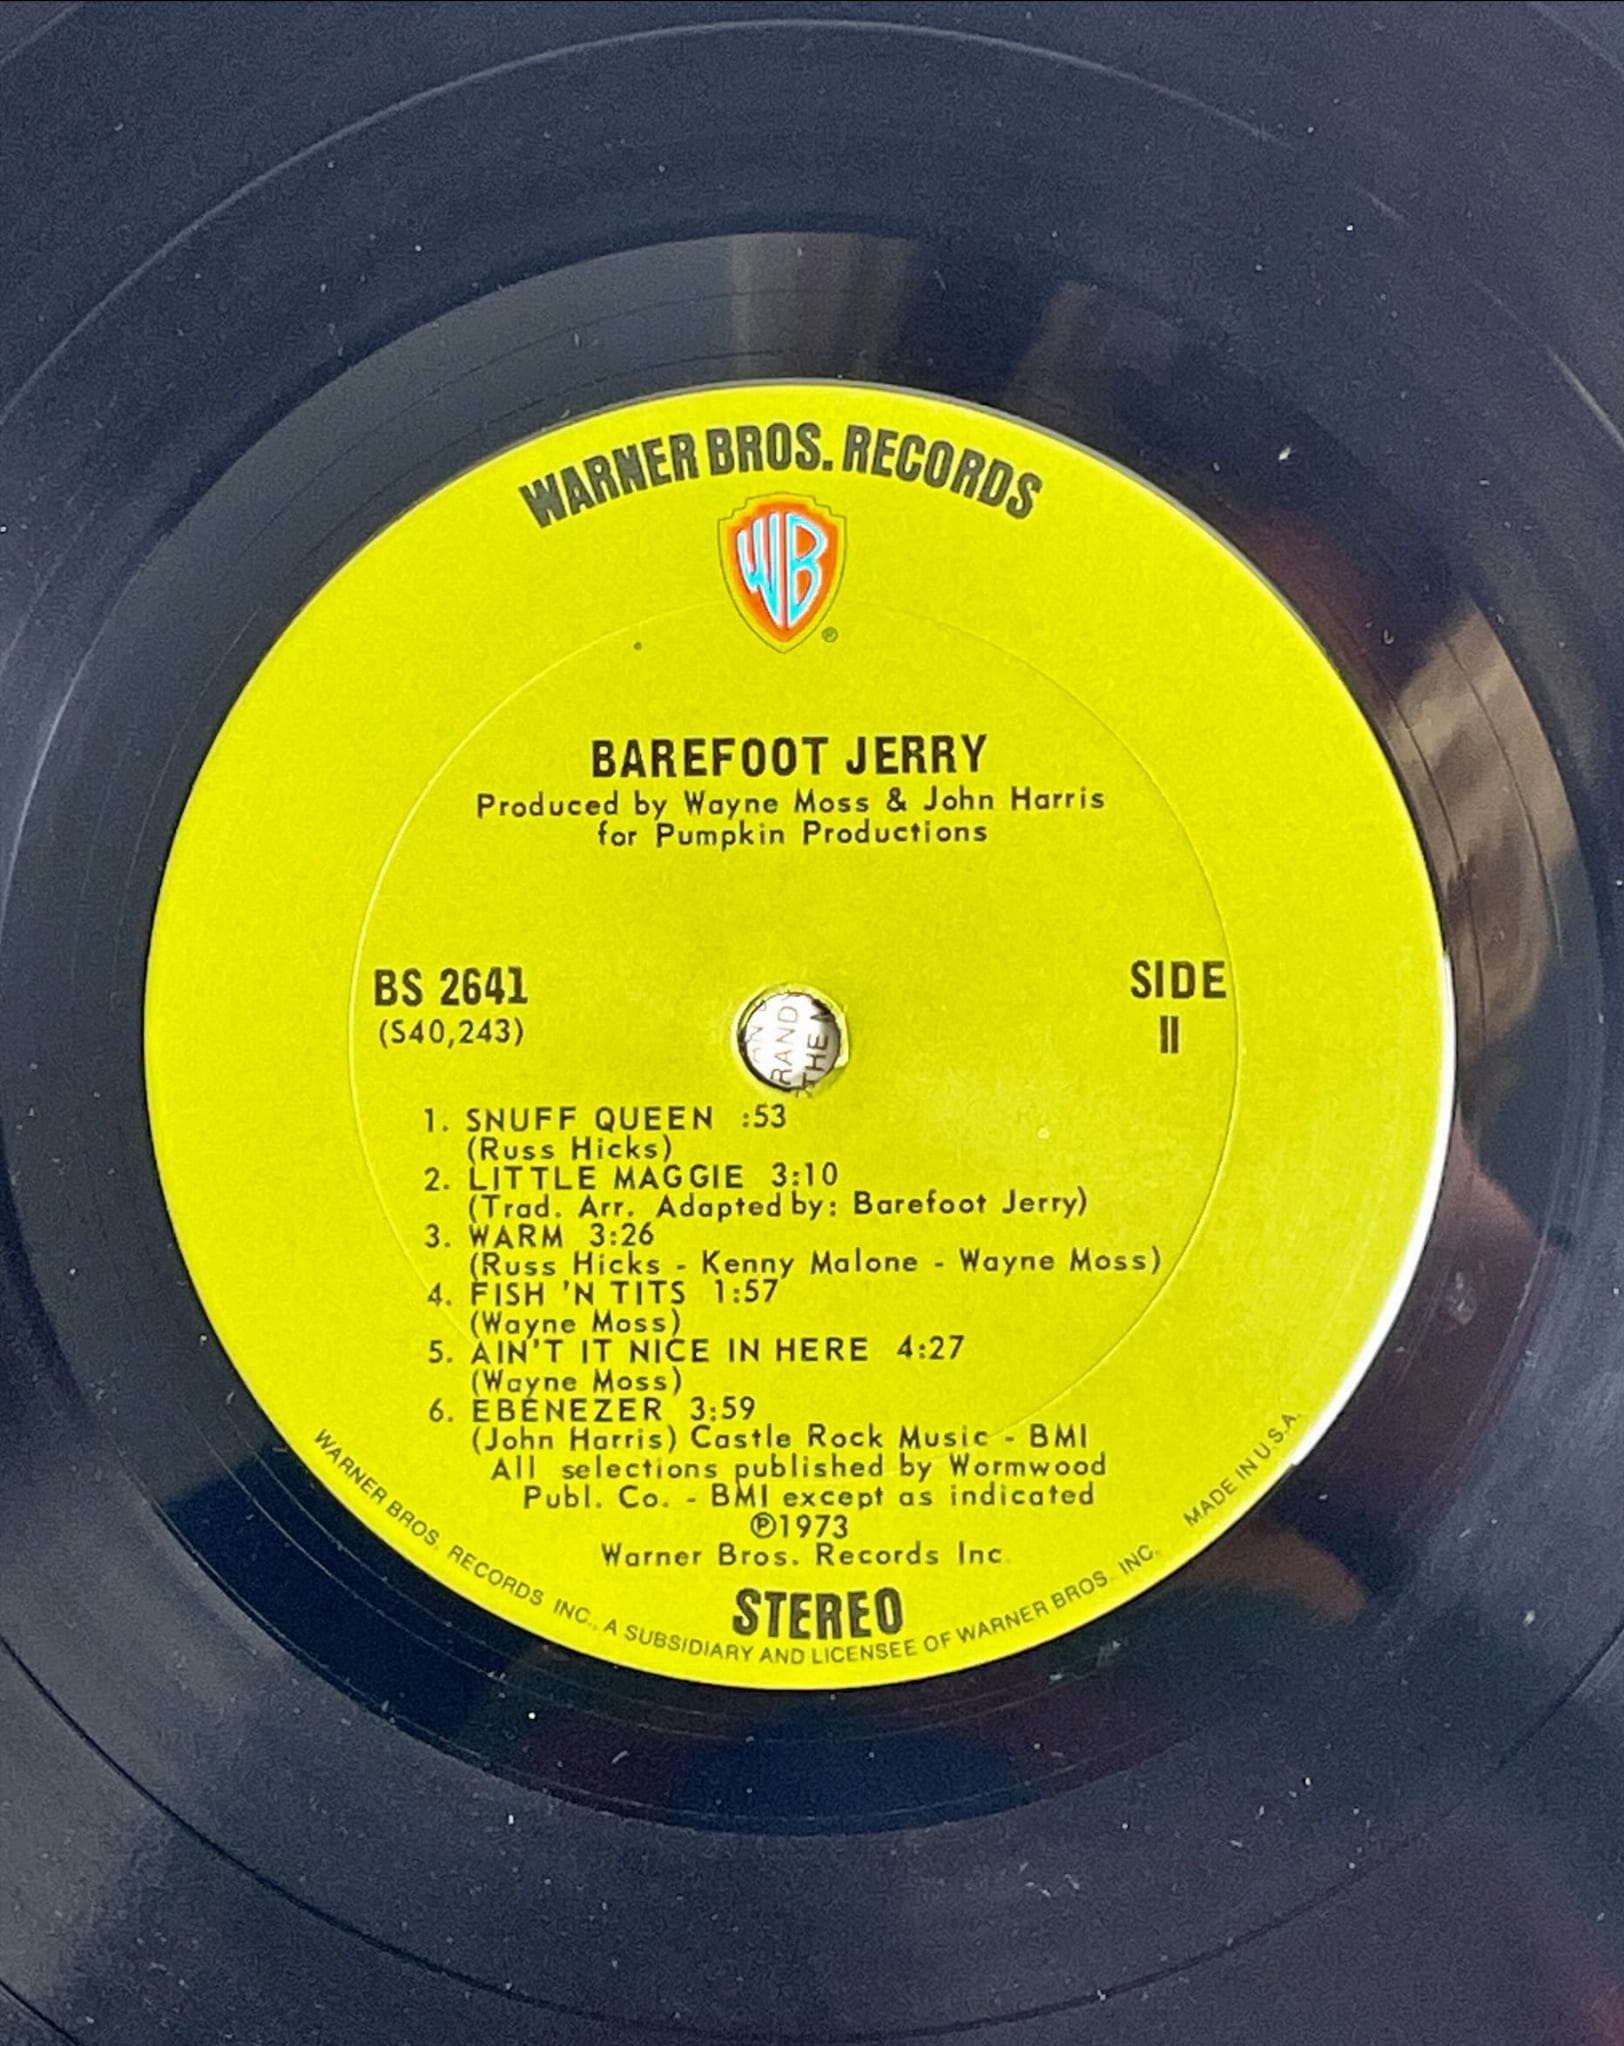 WARNER BROS. RECORDS
WB
®
BAREFOOT JERRY
Produced by Wayne Moss & John Harris
for Pumpkin Productions
BS 2641
(S40,243)
SIDE
II
RAND
THE
1. SNUFF QUEEN :53
(Russ Hicks)
2. LITTLE MAGGIE 3:10
(Trad. Arr. Adapted by: Barefoot Jerry)
3. WARM 3:26
(Russ Hicks - Kenny Malone - Wayne Moss)
4. FISH 'N TITS 1:57
(Wayne Moss)
5. AIN'T IT NICE IN HERE 4:27
(Wayne Moss)
6. EBENEZER 3:59
(John Harris) Castle Rock Music - BMI
All selections published by Wormwood
Publ. Co. - BMI except as indicated
℗1973
Warner Bros. Records Inc.
STEREO
WARNER BROS. RECORDS INC., A SUBSIDIARY AND LICENSEE OF WARNER BROS. INC. MADE IN U.S.A.